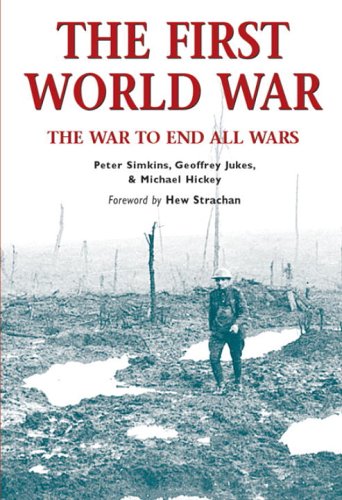 THE FIRST
WORLD WAR
THE WAR TO END ALL WARS
Peter Simkins, Geoffrey Jukes,
& Michael Hickey
Foreword by Hew Strachan